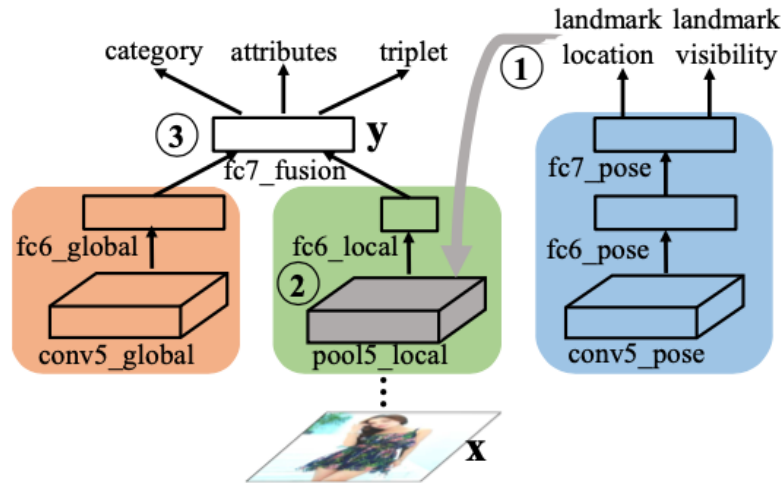 category
attributes
triplet
landmark location
landmark visibility
1
3
y
fc7_fusion
fc6_global
conv5_global
fc6_local
2
pool5_local
fc7_pose
fc6_pose
conv5_pose
x